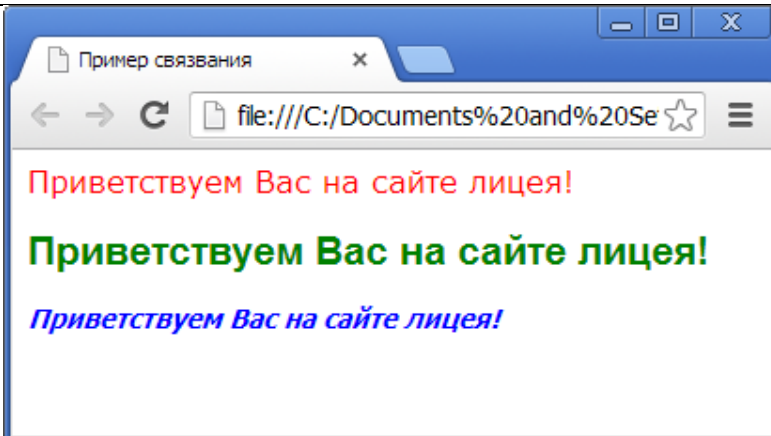 Пример связвания
file:///C:/Documents%20and%20Se
Приветствуем Вас на сайте лицея!
Приветствуем Вас на сайте лицея!
Приветствуем Вас на сайте лицея!